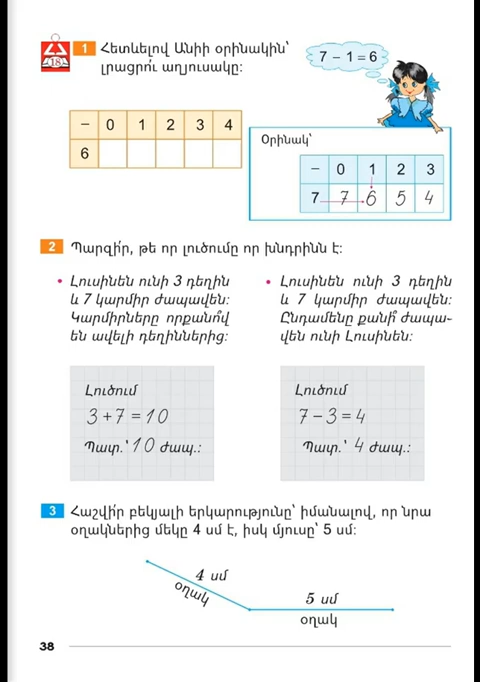 18
1 Հետևելով Անիի օրինակին՝
լրացրո՛ւ աղյուսակը:
7 – 1 = 6
– 0 1 2 3 4
6
Օրինակ՝
– 0 1 2 3
7 7 6 5 4
2 Պարզի՛ր, թե որ լուծումը որ խնդրինն է:
• Լուսինեն ունի 3 դեղին
և 7 կարմիր ժապավեն:
Կարմիրները որքանո՞վ
են ավելի դեղիններից:
• Լուսինեն ունի 3 դեղին
և 7 կարմիր ժապավեն:
Ընդամենը քանի՞ ժապա-
վեն ունի Լուսինեն:
Լուծում
3 + 7 = 10
Պատ.՝ 10 ժապ.:
Լուծում
7 – 3 = 4
Պատ.՝ 4 ժապ.:
3 Հաշվի՛ր բեկյալի երկարությունը՝ իմանալով, որ նրա
օղակներից մեկը 4 սմ է, իսկ մյուսը՝ 5 սմ:
4 սմ
օղակ
5 սմ
օղակ
38